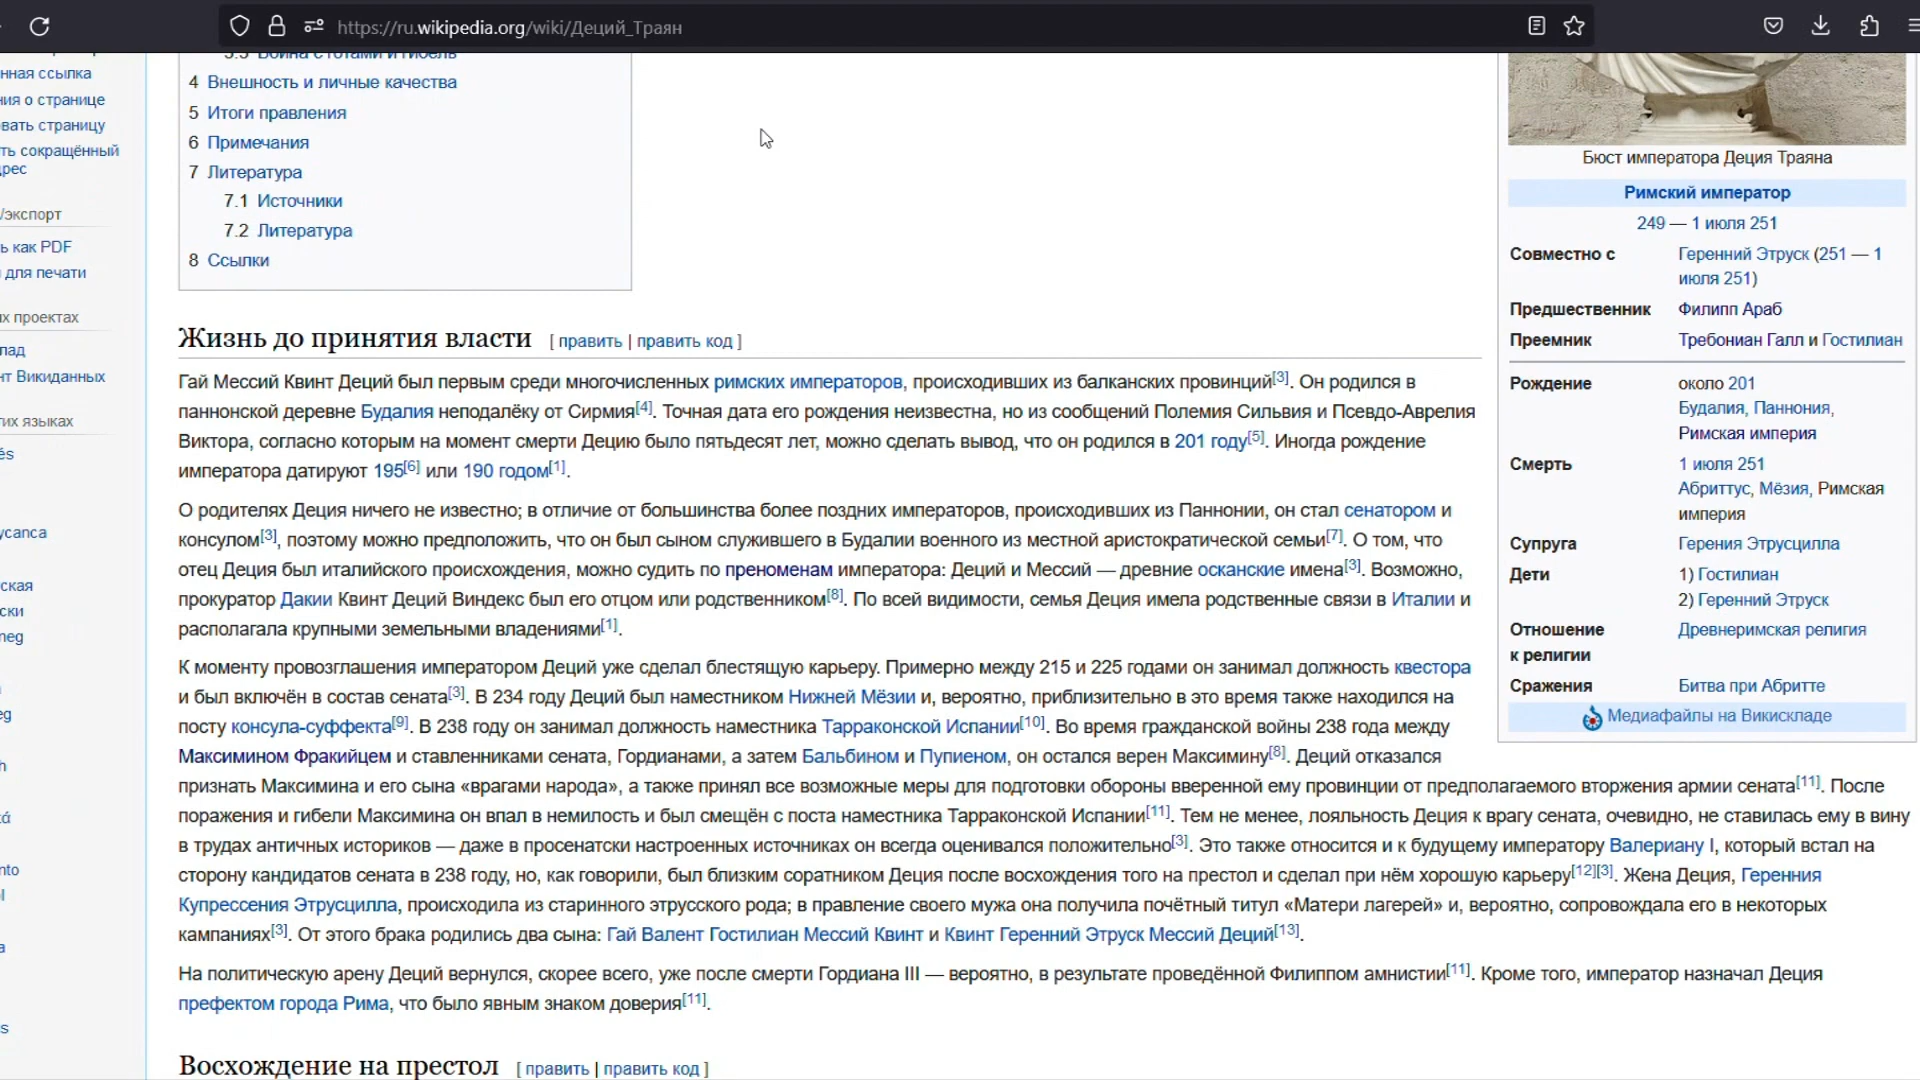 https://ru.wikipedia.org/wiki/Деций_Траян
нная ссылка
ния о странице
вать страницу
ть сокращённый
рес
/экспорт
ь как PDF
для печати
х проектах
лад
нт Викиданных
гих языках
és
ycanca
ская
ски
neg
eg
h
nto
a
s
3.3 Война с готами и гибель
4 Внешность и личные качества
5 Итоги правления
6 Примечания
7 Литература
7.1 Источники
7.2 Литература
8 Ссылки
Жизнь до принятия власти [ править | править код ]
Гай Мессий Квинт Деций был первым среди многочисленных римских императоров, происходивших из балканских провинций[3]. Он родился в
паннонской деревне Будалия неподалёку от Сирмия[4]. Точная дата его рождения неизвестна, но из сообщений Полемия Сильвия и Псевдо-Аврелия
Виктора, согласно которым на момент смерти Децию было пятьдесят лет, можно сделать вывод, что он родился в 201 году[5]. Иногда рождение
императора датируют 195[6] или 190 годом[1].
О родителях Деция ничего не известно; в отличие от большинства более поздних императоров, происходивших из Паннонии, он стал сенатором и
консулом[3], поэтому можно предположить, что он был сыном служившего в Будалии военного из местной аристократической семьи[7]. О том, что
отец Деция был италийского происхождения, можно судить по преноменам императора: Деций и Мессий — древние осканские имена[3]. Возможно,
прокуратор Дакии Квинт Деций Виндекс был его отцом или родственником[8]. По всей видимости, семья Деция имела родственные связи в Италии и
располагала крупными земельными владениями[1].
К моменту провозглашения императором Деций уже сделал блестящую карьеру. Примерно между 215 и 225 годами он занимал должность квестора
и был включён в состав сената[3]. В 234 году Деций был наместником Нижней Мёзии и, вероятно, приблизительно в это время также находился на
посту консула-суффекта[9]. В 238 году он занимал должность наместника Тарраконской Испании[10]. Во время гражданской войны 238 года между
Максимином Фракийцем и ставленниками сената, Гордианами, а затем Бальбином и Пупиеном, он остался верен Максимину[8]. Деций отказался
признать Максимина и его сына «врагами народа», а также принял все возможные меры для подготовки обороны вверенной ему провинции от предполагаемого вторжения армии сената[11]. После
поражения и гибели Максимина он впал в немилость и был смещён с поста наместника Тарраконской Испании[11]. Тем не менее, лояльность Деция к врагу сената, очевидно, не ставилась ему в вину
в трудах античных историков — даже в просенатски настроенных источниках он всегда оценивался положительно[3]. Это также относится и к будущему императору Валериану I, который встал на
сторону кандидатов сената в 238 году, но, как говорили, был близким соратником Деция после восхождения того на престол и сделал при нём хорошую карьеру[12][3]. Жена Деция, Геренния
Купрессения Этрусцилла, происходила из старинного этрусского рода; в правление своего мужа она получила почётный титул «Матери лагерей» и, вероятно, сопровождала его в некоторых
кампаниях[3]. От этого брака родились два сына: Гай Валент Гостилиан Мессий Квинт и Квинт Геренний Этруск Мессий Деций[13].
На политическую арену Деций вернулся, скорее всего, уже после смерти Гордиана III — вероятно, в результате проведённой Филиппом амнистии[11]. Кроме того, император назначал Деция
префектом города Рима, что было явным знаком доверия[11].
Восхождение на престол [ править | править код ]
Бюст императора Деция Траяна
Римский император
249 — 1 июля 251
Совместно с Геренний Этруск (251 — 1
июля 251)
Предшественник Филипп Араб
Преемник Требониан Галл и Гостилиан
Рождение около 201
Будалия, Паннония,
Римская империя
Смерть 1 июля 251
Абриттус, Мёзия, Римская
империя
Супруга Герения Этрусцилла
Дети 1) Гостилиан
2) Геренний Этруск
Отношение Древнеримская религия
к религии
Сражения Битва при Абритте
Медиафайлы на Викискладе